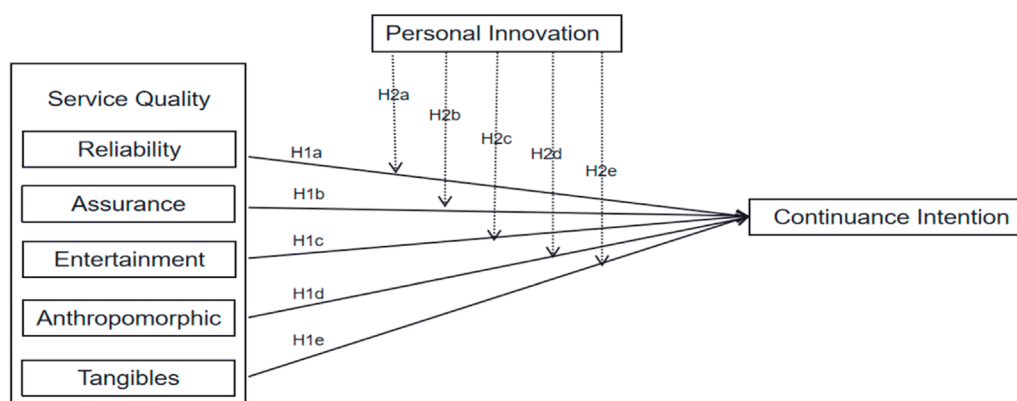 Personal Innovation
Service Quality
Reliability
Assurance
Entertainment
Anthropomorphic
Tangibles
H1a
H1b
H1c
H1d
H1e
H2a
H2b
H2c
H2d
H2e
Continuance Intention